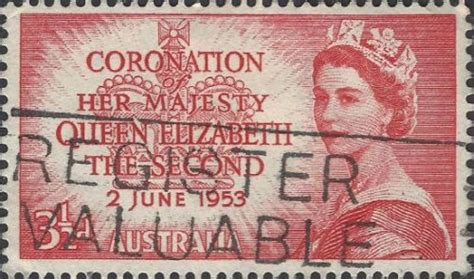 CORONATION
of
HER MAJESTY
QUEEN ELIZABETH
THE SECOND
2 JUNE 1953
REGISTER
3½D AUSTRALIA
VALUABLE